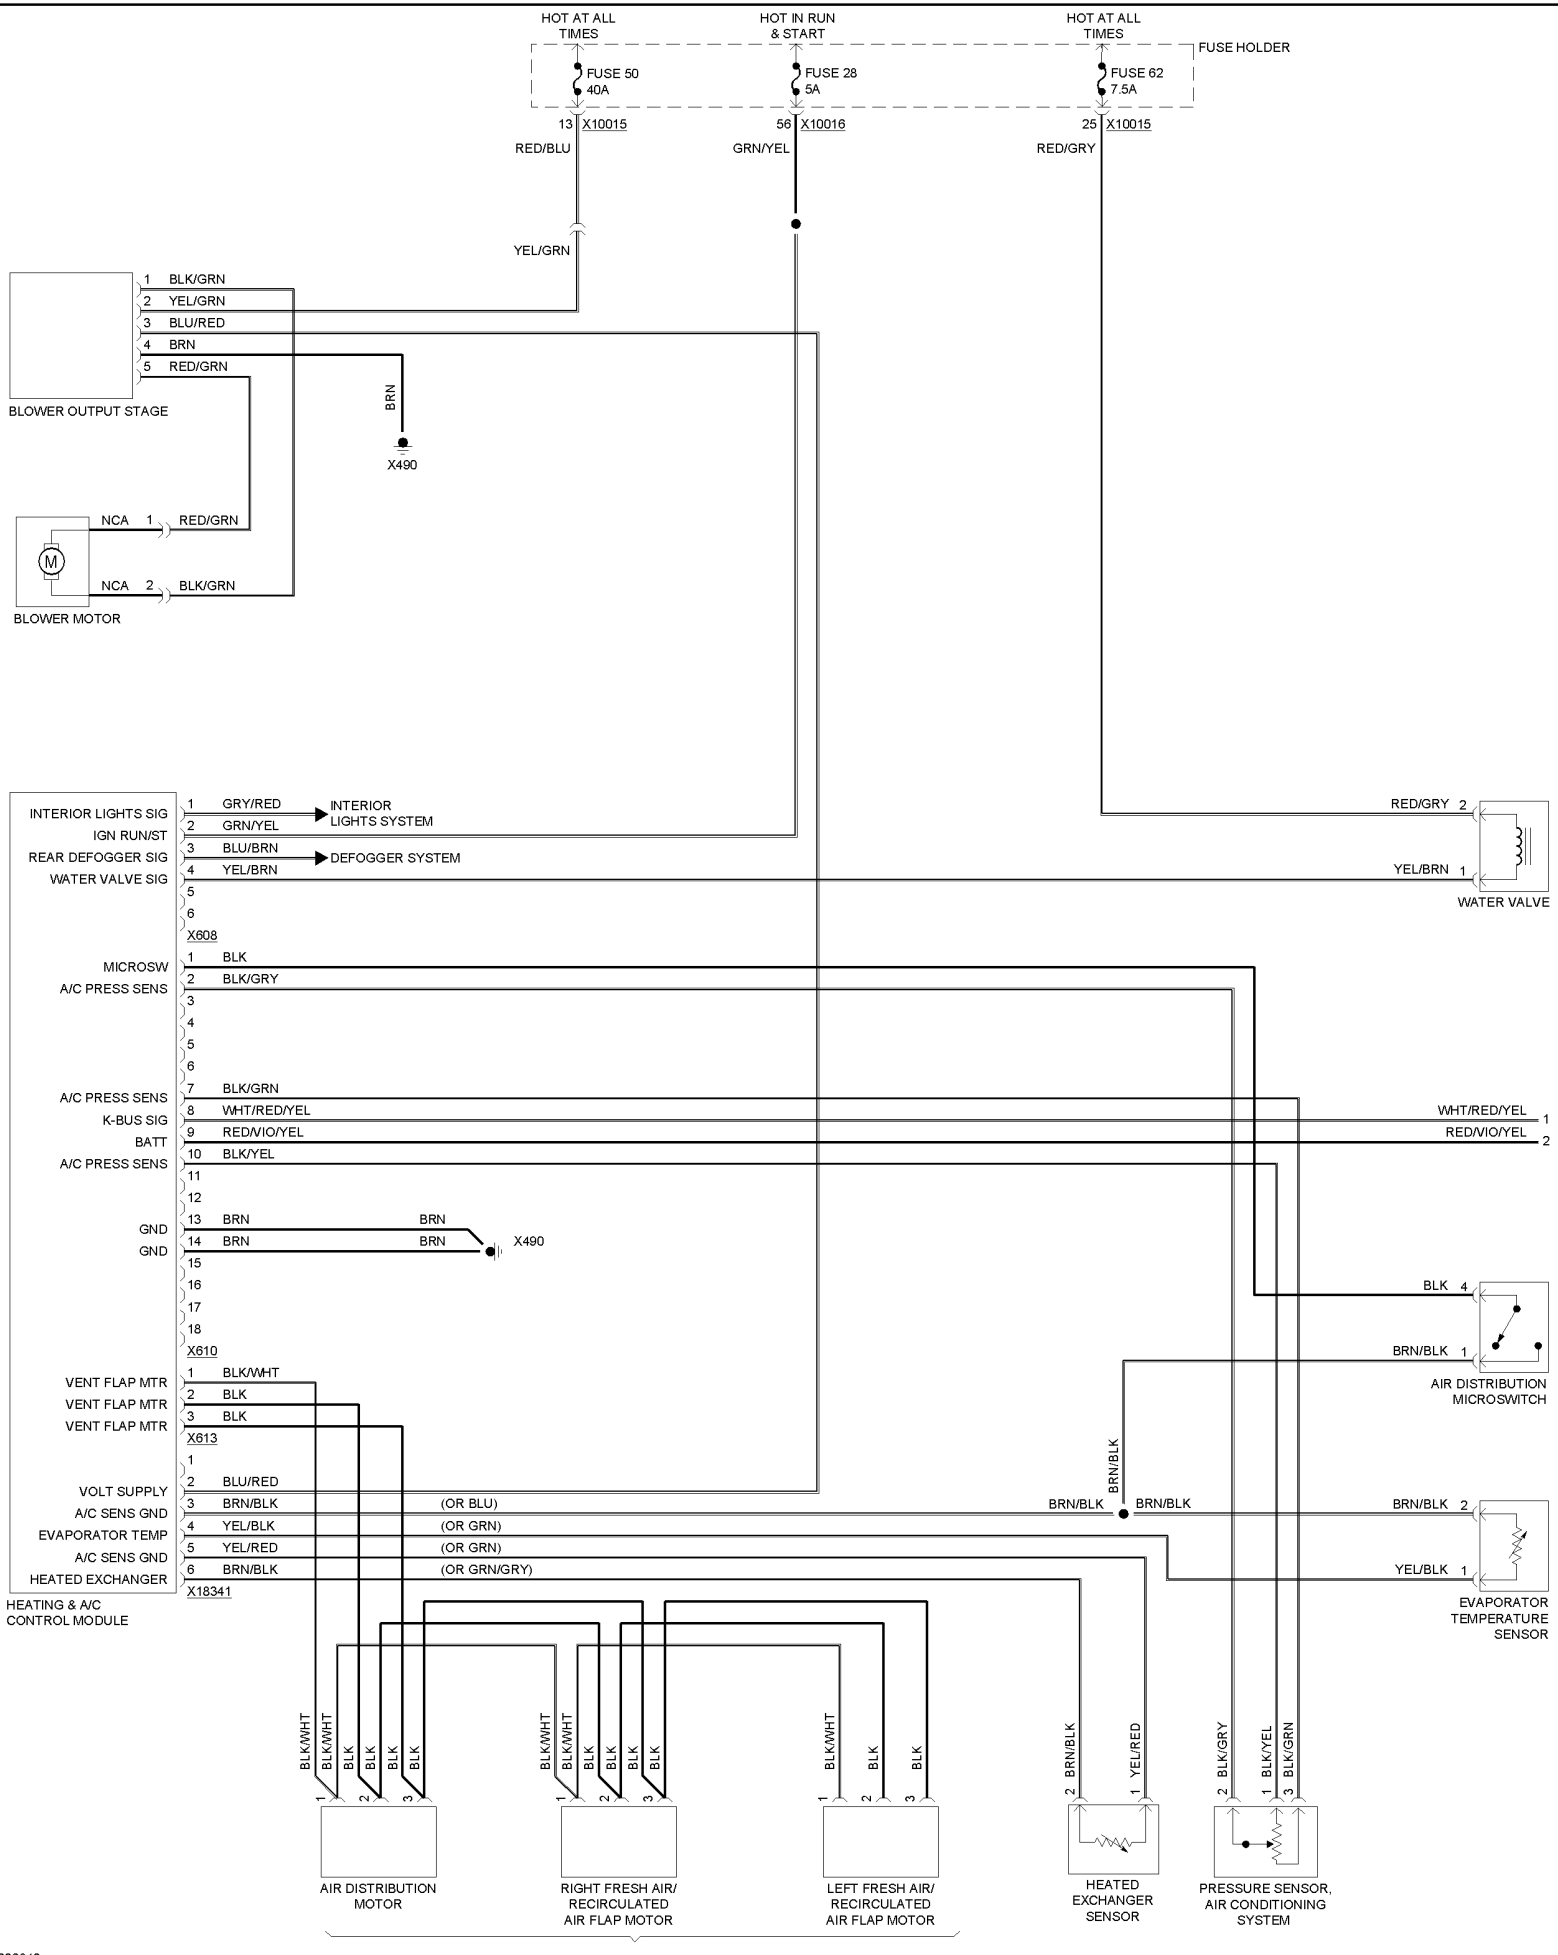 HOT AT ALL
TIMES
HOT IN RUN
& START
HOT AT ALL
TIMES
FUSE HOLDER
FUSE 50
40A
FUSE 28
5A
FUSE 62
7.5A
13 X10015
56 X10016
25 X10015
RED/BLU
GRN/YEL
RED/GRY
YEL/GRN
1 BLK/GRN
2 YEL/GRN
3 BLU/RED
4 BRN
5 RED/GRN
BLOWER OUTPUT STAGE
BRN
X490
NCA 1 RED/GRN
M
NCA 2 BLK/GRN
BLOWER MOTOR
INTERIOR LIGHTS SIG 1 GRY/RED
INTERIOR
LIGHTS SYSTEM
IGN RUN/ST 2 GRN/YEL
REAR DEFOGGER SIG 3 BLU/BRN DEFOGGER SYSTEM
WATER VALVE SIG 4 YEL/BRN
5
6
X608
RED/GRY 2
YEL/BRN 1
WATER VALVE
MICROSW 1 BLK
A/C PRESS SENS 2 BLK/GRY
3
4
5
6
A/C PRESS SENS 7 BLK/GRN
K-BUS SIG 8 WHT/RED/YEL WHT/RED/YEL 1
BATT 9 RED/VIO/YEL RED/VIO/YEL 2
A/C PRESS SENS 10 BLK/YEL
11
12
GND 13 BRN BRN
GND 14 BRN BRN X490
15
16
17
18
X610
BLK 4
BRN/BLK 1
AIR DISTRIBUTION
MICROSWITCH
VENT FLAP MTR 1 BLK/WHT
VENT FLAP MTR 2 BLK
VENT FLAP MTR 3 BLK
X613
1
VOLT SUPPLY 2 BLU/RED
A/C SENS GND 3 BRN/BLK (OR BLU)
EVAPORATOR TEMP 4 YEL/BLK (OR GRN)
A/C SENS GND 5 YEL/RED (OR GRN)
HEATED EXCHANGER 6 BRN/BLK (OR GRN/GRY)
X18341
HEATING & A/C
CONTROL MODULE
BRN/BLK
BRN/BLK BRN/BLK
BRN/BLK 2
YEL/BLK 1
EVAPORATOR
TEMPERATURE
SENSOR
BLK/WHT
BLK/WHT
BLK
BLK
BLK
BLK
1 2 3
AIR DISTRIBUTION
MOTOR
BLK/WHT
BLK/WHT
BLK
BLK
BLK
BLK
1 2 3
RIGHT FRESH AIR/
RECIRCULATED
AIR FLAP MOTOR
BLK/WHT
BLK
BLK
1 2 3
LEFT FRESH AIR/
RECIRCULATED
AIR FLAP MOTOR
2 BRN/BLK
1 YEL/RED
HEATED
EXCHANGER
SENSOR
2 BLK/GRY
1 BLK/YEL
3 BLK/GRN
PRESSURE SENSOR,
AIR CONDITIONING
SYSTEM